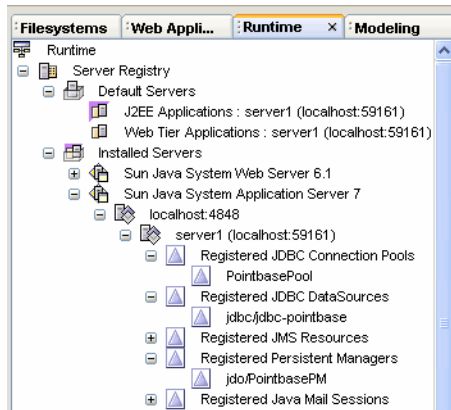 Filesystems Web Appli... Runtime × Modeling
Runtime
Server Registry
Default Servers
J2EE Applications : server1 (localhost:59161)
Web Tier Applications : server1 (localhost:59161)
Installed Servers
Sun Java System Web Server 6.1
Sun Java System Application Server 7
localhost:4848
server1 (localhost:59161)
Registered JDBC Connection Pools
PointbasePool
Registered JDBC DataSources
jdbc/jdbc-pointbase
Registered JMS Resources
Registered Persistent Managers
jdo/PointbasePM
Registered Java Mail Sessions